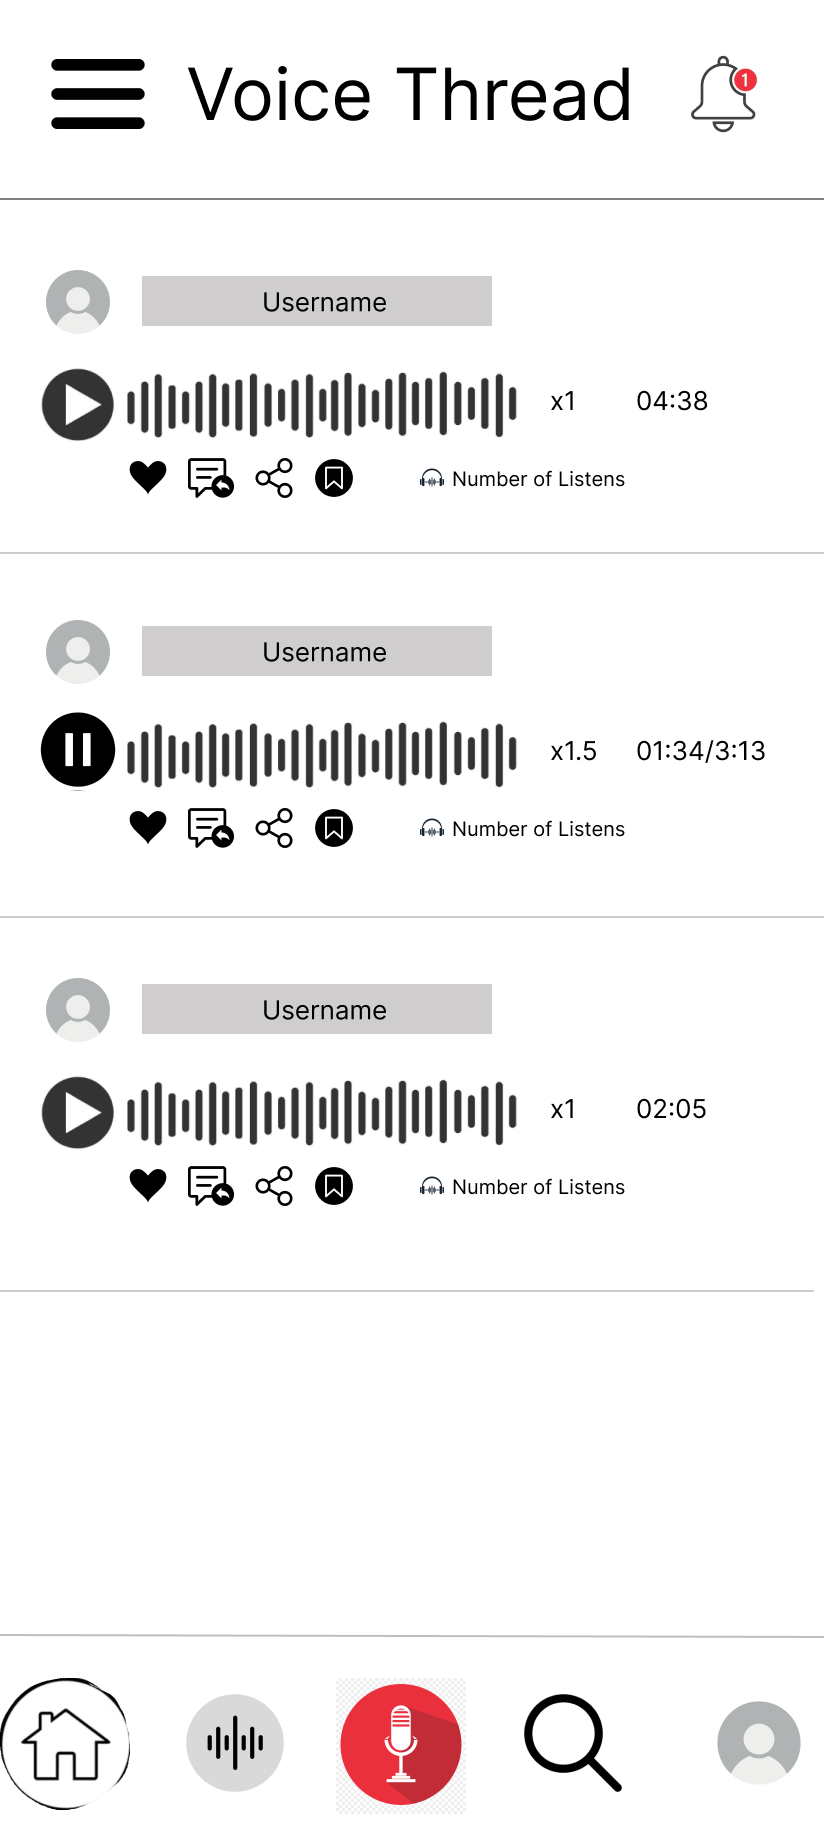 Voice Thread
1
Username
x1 04:38
Number of Listens
Username
x1.5 01:34/3:13
Number of Listens
Username
x1 02:05
Number of Listens